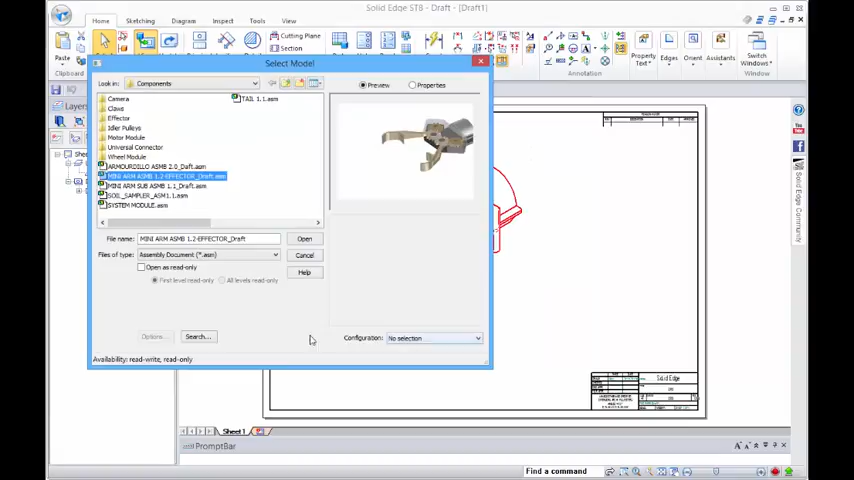 Solid Edge ST8 - Draft - [Draft1]
Home Sketching Diagram Inspect Tools View
Paste
Clipboard
Cutting Plane
Section
Property Text
Edges
Orient
Assistants
Switch Windows
Annotation
Window
Select Model
Look in: Components
Preview Properties
Camera
Claws
Effector
Idler Pulleys
Motor Module
Universal Connector
Wheel Module
ARMOURDILLO ASMB 2.0_Daft.asm
MINI ARM ASMB 1.2-EFFECTOR_Draft.asm
MINI ARM SUB ASMB 1.1_Draft.asm
SOIL_SAMPLER_ASM1.1.asm
SYSTEM MODULE.asm
TAIL 1.1.asm
File name: MINI ARM ASMB 1.2-EFFECTOR_Draft Open
Files of type: Assembly Document (*.asm) Cancel
Open as read-only Help
First level read-only All levels read-only
Options... Search...
Configuration: No selection
Availability: read-write, read-only
Layers
Solid Edge
YouTube
Solid Edge Community
Sheet1
PromptBar
Find a command